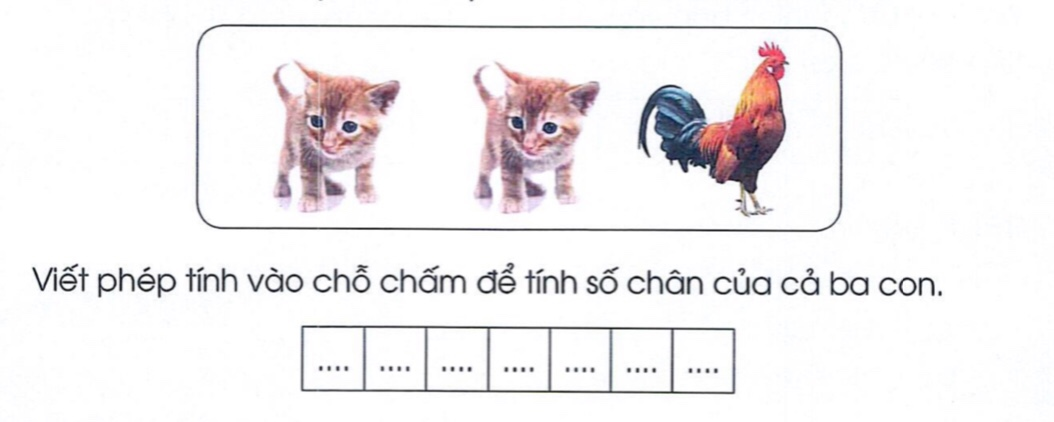 Viết phép tính vào chỗ chấm để tính số chân của cả ba con.
.... .... .... .... .... .... ....